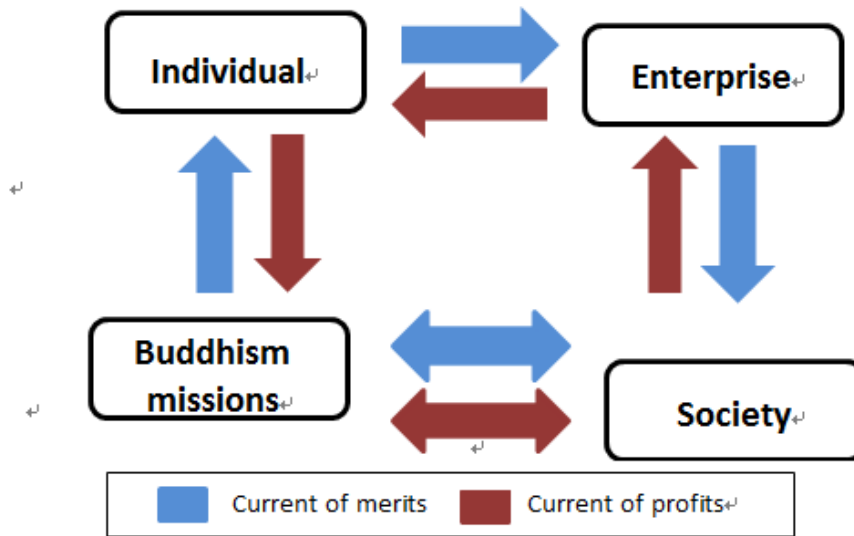 Individual↵
Enterprise↵
↵
Buddhism
missions↵
↵
Society↵
↵
Current of merits
Current of profits↵